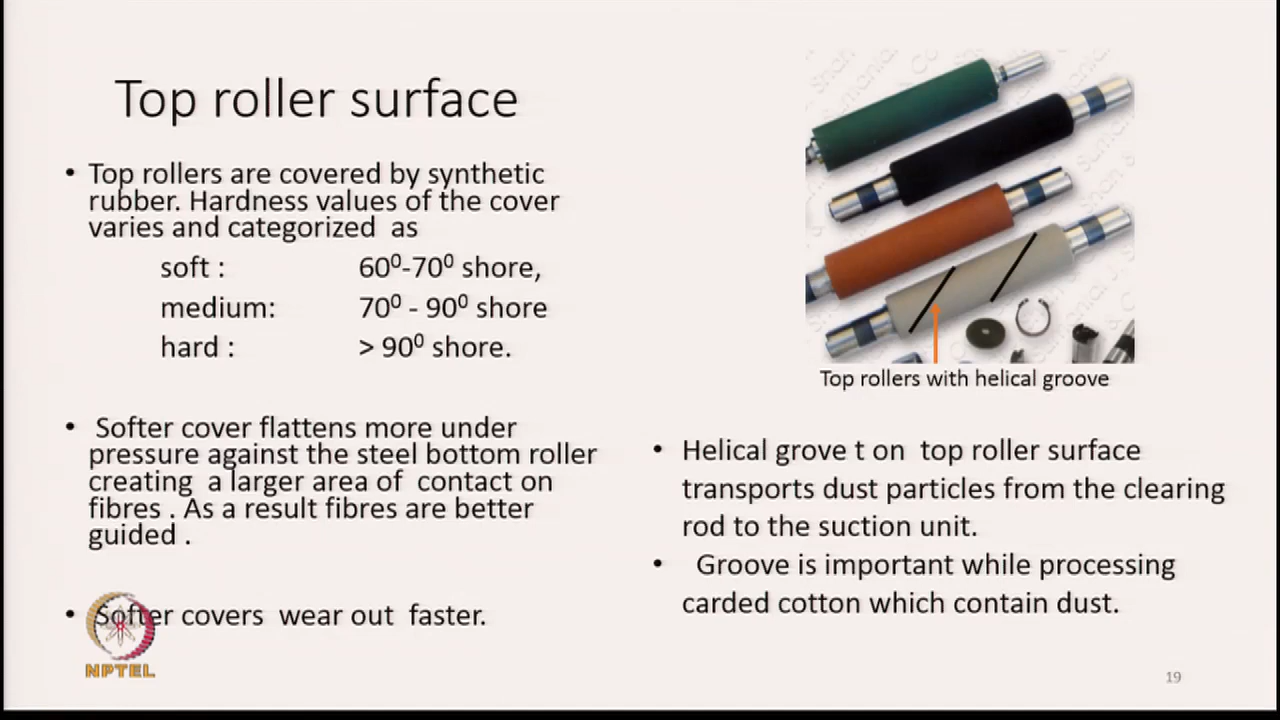 Top roller surface
• Top rollers are covered by synthetic
rubber. Hardness values of the cover
varies and categorized as
soft : 60⁰-70⁰ shore,
medium: 70⁰ - 90⁰ shore
hard : > 90⁰ shore.
• Softer cover flattens more under
pressure against the steel bottom roller
creating a larger area of contact on
fibres . As a result fibres are better
guided .
• Softer covers wear out faster.
NPTEL
Top rollers with helical groove
• Helical grove t on top roller surface
transports dust particles from the clearing
rod to the suction unit.
• Groove is important while processing
carded cotton which contain dust.
19